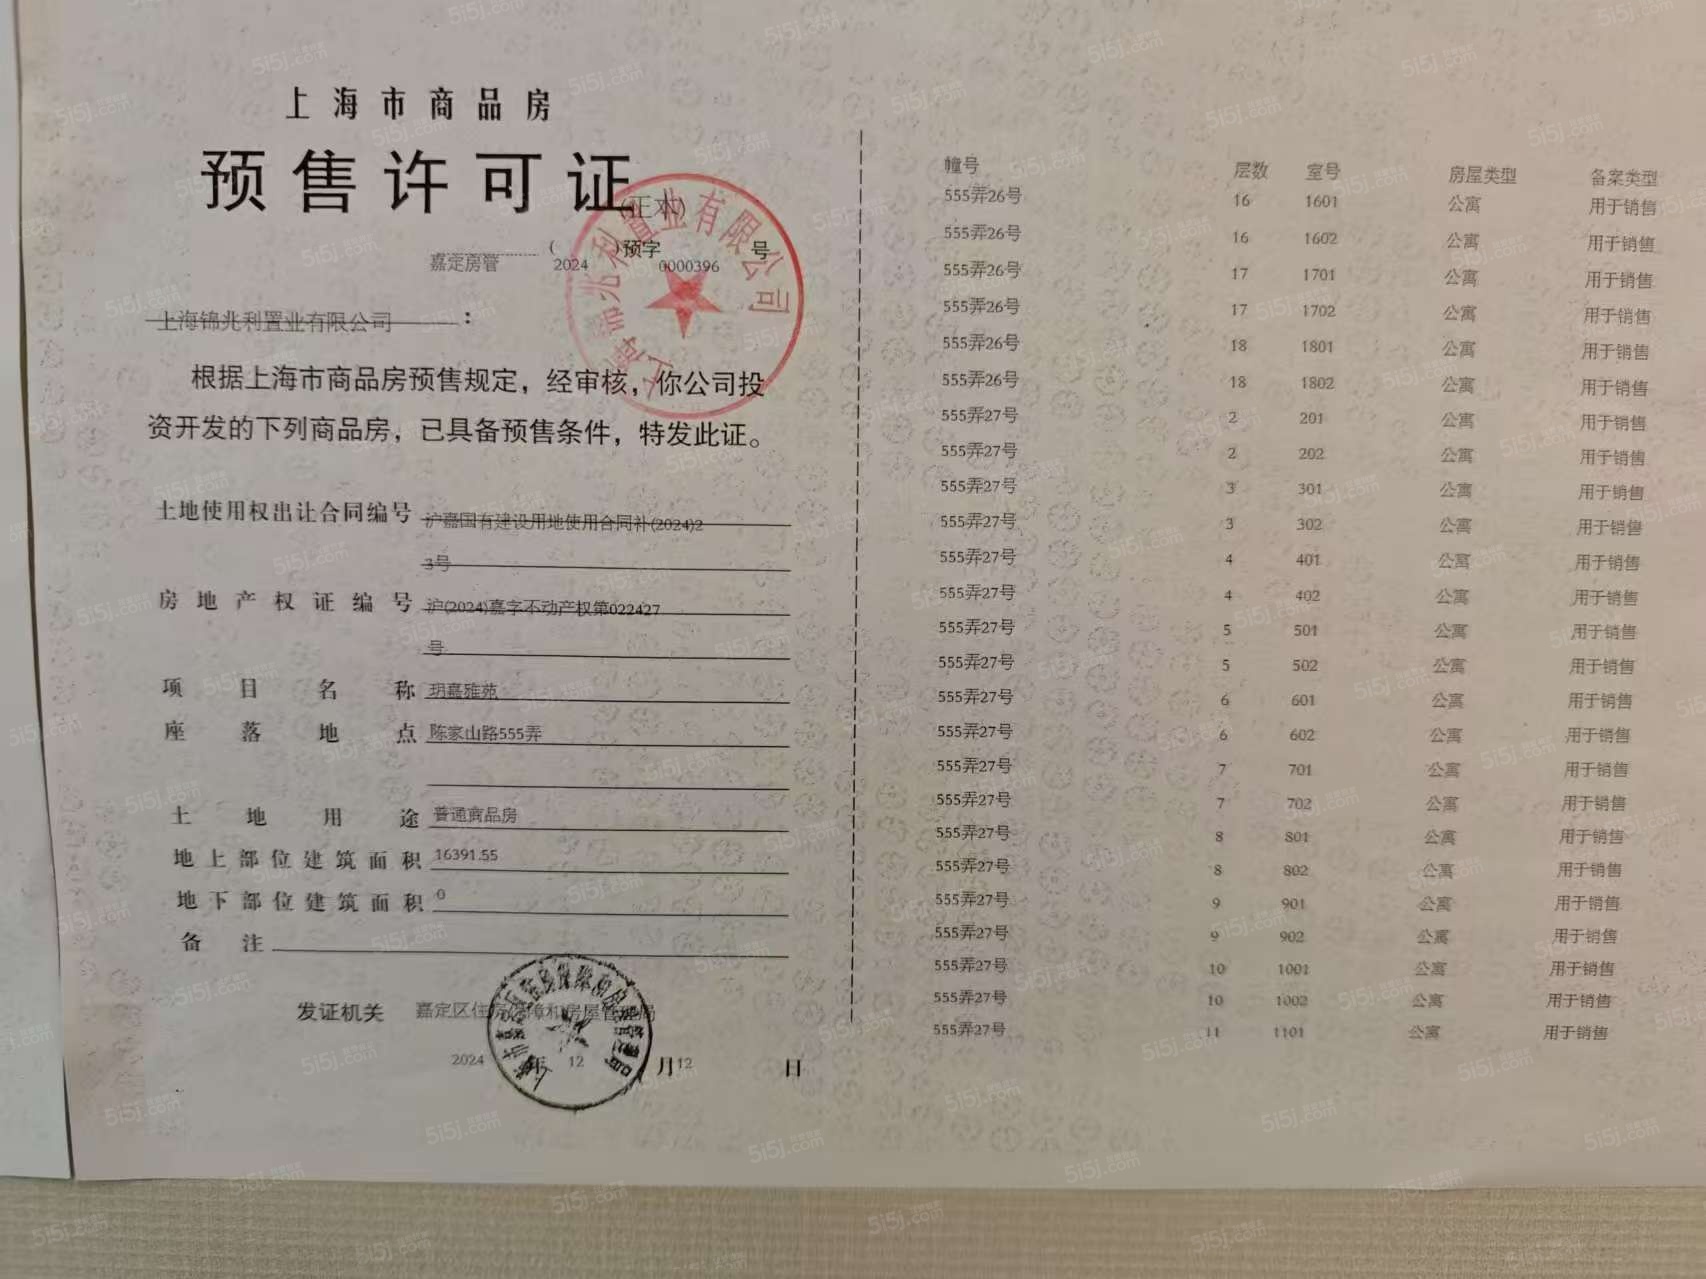 上海市商品房
预售许可证
(正本)
嘉定房管 ( 2024 ) 预字 0000396 号
上海锦兆利置业有限公司 :
根据上海市商品房预售规定，经审核，你公司投
资开发的下列商品房，已具备预售条件，特发此证。
土地使用权出让合同编号 沪嘉国有建设用地使用合同补(2024)2
3号
房地产权证编号 沪(2024)嘉字不动产权第022427
号
项目名称 玥嘉雅苑
座落地点 陈家山路555弄
土地用途 普通商品房
地上部位建筑面积 16391.55
地下部位建筑面积 0
备注
发证机关 嘉定区住房保障和房屋管理局
2024 年 12 月 12 日
上海锦兆利置业有限公司
幢号 层数 室号 房屋类型 备案类型
555弄26号 16 1601 公寓 用于销售
555弄26号 16 1602 公寓 用于销售
555弄26号 17 1701 公寓 用于销售
555弄26号 17 1702 公寓 用于销售
555弄26号 18 1801 公寓 用于销售
555弄26号 18 1802 公寓 用于销售
555弄27号 2 201 公寓 用于销售
555弄27号 2 202 公寓 用于销售
555弄27号 3 301 公寓 用于销售
555弄27号 3 302 公寓 用于销售
555弄27号 4 401 公寓 用于销售
555弄27号 4 402 公寓 用于销售
555弄27号 5 501 公寓 用于销售
555弄27号 5 502 公寓 用于销售
555弄27号 6 601 公寓 用于销售
555弄27号 6 602 公寓 用于销售
555弄27号 7 701 公寓 用于销售
555弄27号 7 702 公寓 用于销售
555弄27号 8 801 公寓 用于销售
555弄27号 8 802 公寓 用于销售
555弄27号 9 901 公寓 用于销售
555弄27号 9 902 公寓 用于销售
555弄27号 10 1001 公寓 用于销售
555弄27号 10 1002 公寓 用于销售
555弄27号 11 1101 公寓 用于销售
5i5j.com